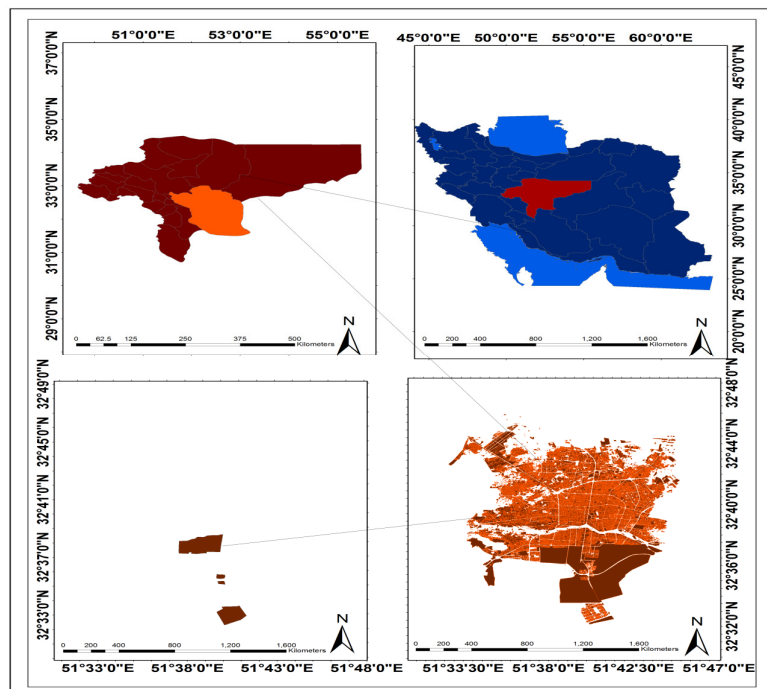 51°0'0"E 53°0'0"E 55°0'0"E
37°0'0"N
35°0'0"N
33°0'0"N
31°0'0"N
29°0'0"N
N
0 62.5 125 250 375 500
Kilometers
45°0'0"E 50°0'0"E 55°0'0"E 60°0'0"E
45°0'0"N
40°0'0"N
35°0'0"N
30°0'0"N
25°0'0"N
20°0'0"N
N
0 200 400 800 1,200 1,600
Kilometers
32°49'0"N
32°45'0"N
32°41'0"N
32°37'0"N
32°33'0"N
N
0 200 400 800 1,200 1,600
Kilometers
51°33'0"E 51°38'0"E 51°43'0"E 51°48'0"E
32°48'0"N
32°44'0"N
32°40'0"N
32°36'0"N
32°32'0"N
N
0 200 400 800 1,200 1,600
Kilometers
51°33'30"E 51°38'0"E 51°42'30"E 51°47'0"E